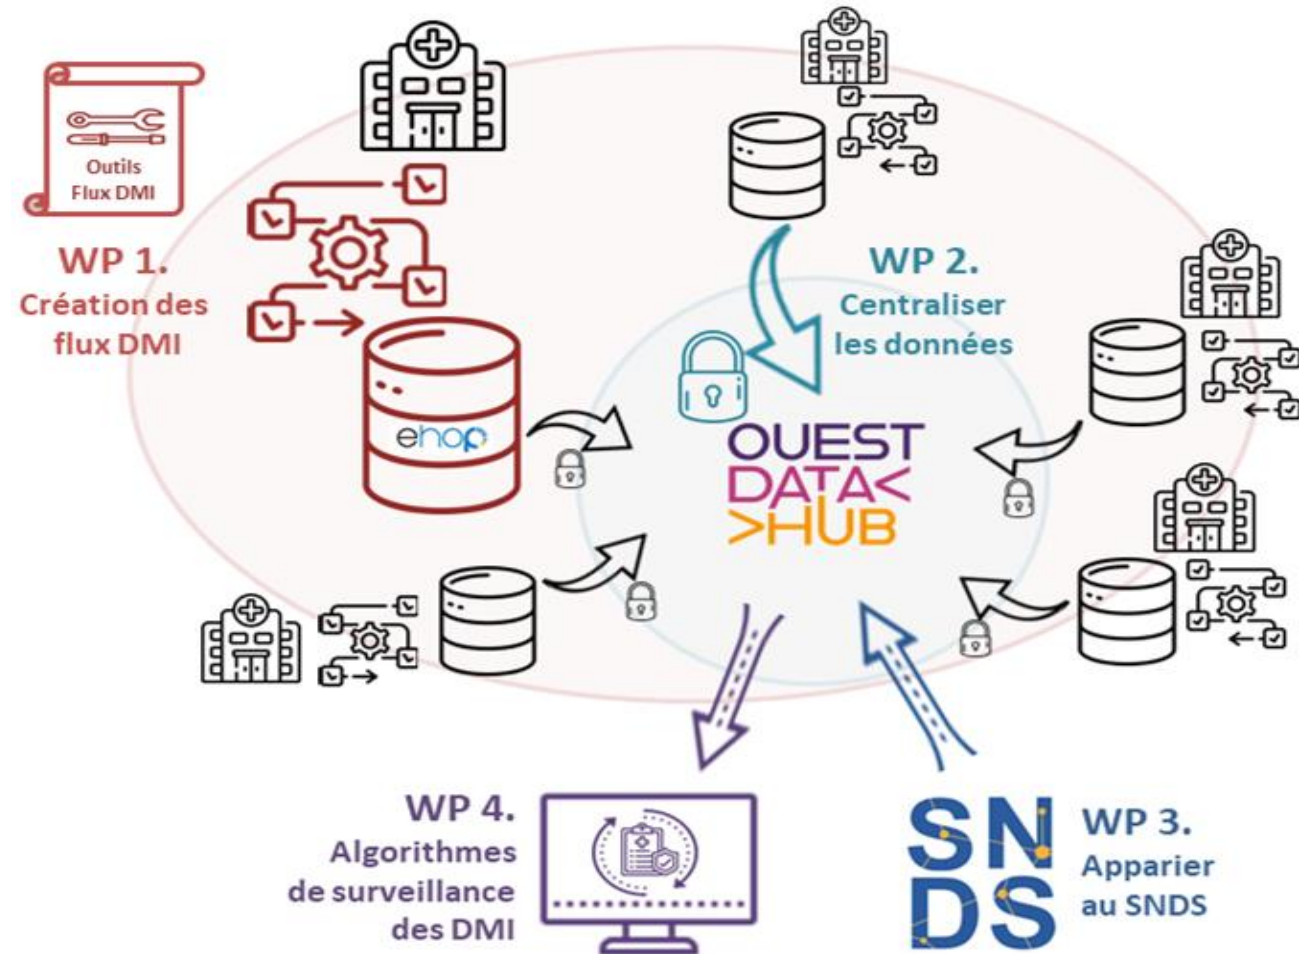 Outils
Flux DMI
WP 1.
Création des
flux DMI
WP 2.
Centraliser
les données
ehop
OUEST
DATA<
>HUB
WP 4.
Algorithmes
de surveillance
des DMI
SN
DS
WP 3.
Apparier
au SNDS